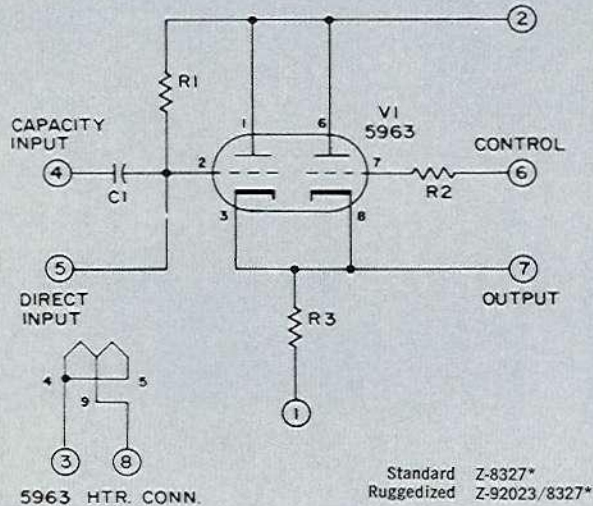 2
R1
1
6
V1
5963
CAPACITY
INPUT
CONTROL
4
C1
2
7
R2
6
3
8
5
7
DIRECT
INPUT
OUTPUT
R3
4
5
9
1
3
8
5963 HTR. CONN.
Standard Z-8327*
Ruggedized Z-92023/8327*